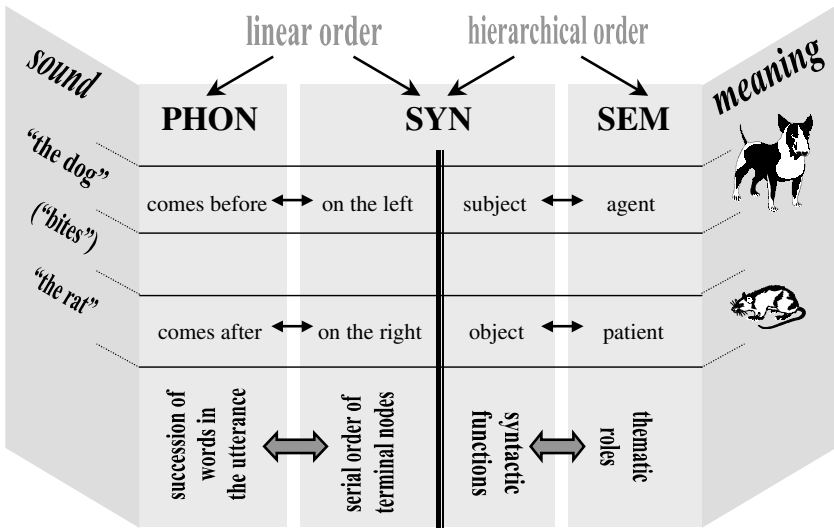 linear order
hierarchical order
sound
meaning
PHON
SYN
SEM
“the dog”
comes before
on the left
subject
agent
(“bites”)
“the rat”
comes after
on the right
object
patient
succession of
words in
the utterance
serial order of
terminal nodes
syntactic
functions
thematic
roles